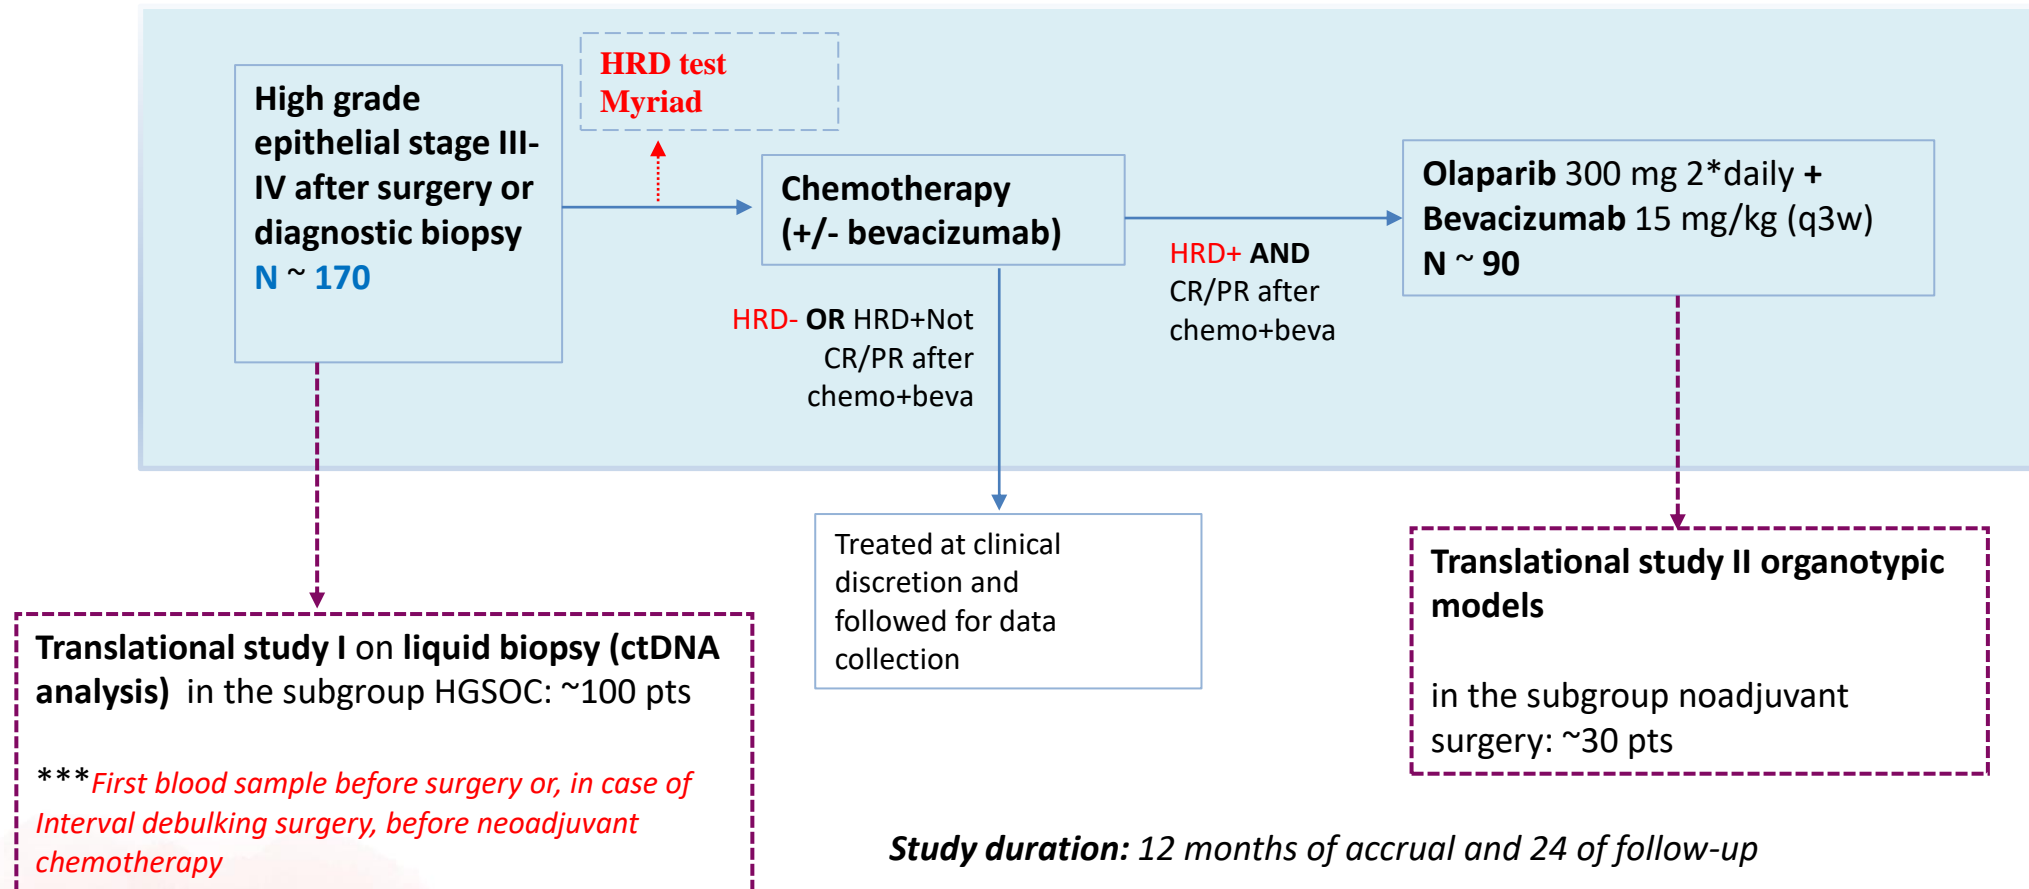 High grade
epithelial stage III-
IV after surgery or
diagnostic biopsy
N ~ 170
HRD test
Myriad
Chemotherapy
(+/- bevacizumab)
HRD- OR HRD+Not
CR/PR after
chemo+beva
HRD+ AND
CR/PR after
chemo+beva
Olaparib 300 mg 2*daily +
Bevacizumab 15 mg/kg (q3w)
N ~ 90
Treated at clinical
discretion and
followed for data
collection
Translational study I on liquid biopsy (ctDNA
analysis) in the subgroup HGSOC: ~100 pts
***First blood sample before surgery or, in case of
Interval debulking surgery, before neoadjuvant
chemotherapy
Translational study II organotypic
models
in the subgroup noadjuvant
surgery: ~30 pts
Study duration: 12 months of accrual and 24 of follow-up